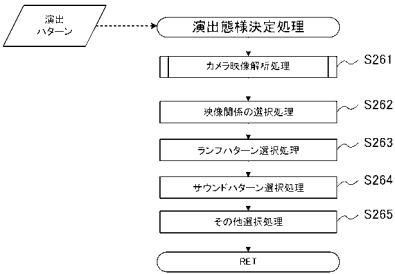 演出
パターン
演出態様決定処理
カメラ映像解析処理
S261
映像関係の選択処理
S262
ランプパターン選択処理
S263
サウンドパターン選択処理
S264
その他選択処理
S265
RET